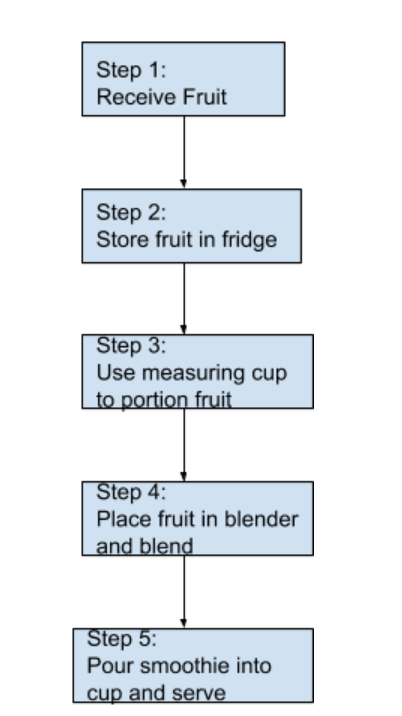 Step 1:
Receive Fruit
Step 2:
Store fruit in fridge
Step 3:
Use measuring cup
to portion fruit
Step 4:
Place fruit in blender
and blend
Step 5:
Pour smoothie into
cup and serve